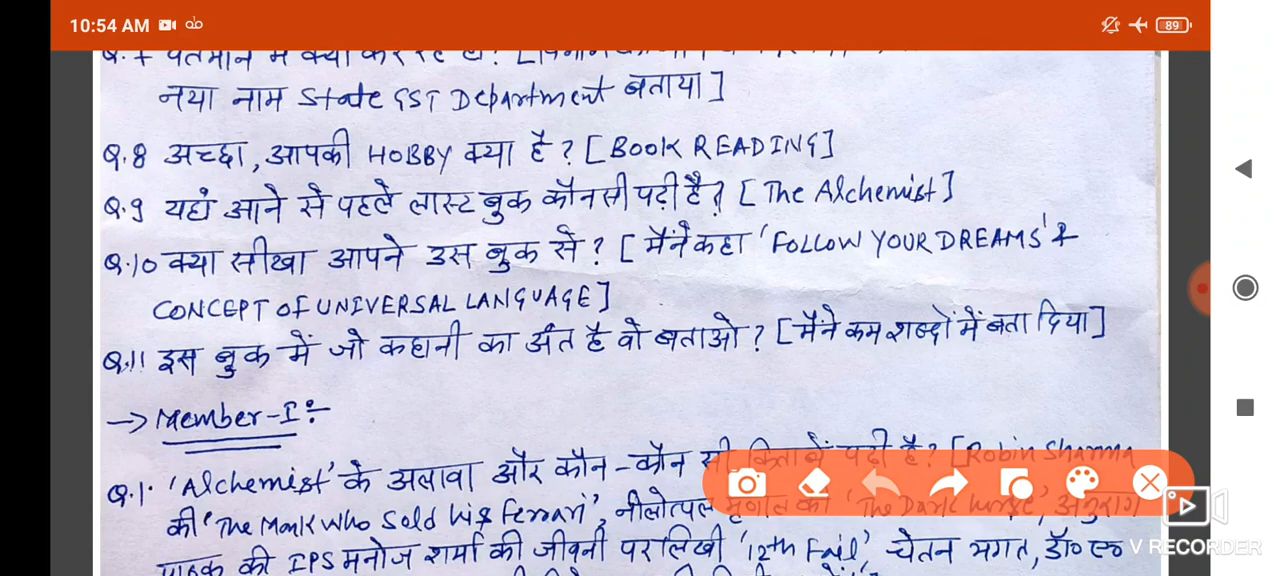 10:54 AM
89
नया नाम State GST Department बताया]
Q.8 अच्छा, आपकी HOBBY क्या है? [BOOK READING]
Q.9 यहां आने से पहले लास्ट बुक कौनसी पढ़ी है? [The Alchemist]
Q.10 क्या सीखा आपने उस बुक से? [मैंने कहा 'FOLLOW YOUR DREAMS' &
CONCEPT OF UNIVERSAL LANGUAGE]
Q.11 इस बुक में जो कहानी का अंत है वो बताओ? [मैंने कम शब्दों में बता दिया]
→ Member-I :-
Q.1. 'Alchemist' के अलावा और कौन-कौन सी किताबें पढ़ी है? [Robin Sharma
की 'The Monk Who Sold his Ferrari', नीलोत्पल मृणाल की 'The Dark Horse', अनुराग
पाठक की IPS मनोज शर्मा की जीवनी पर लिखी '12th Fail', चेतन भगत, डॉ०
V RECORDER